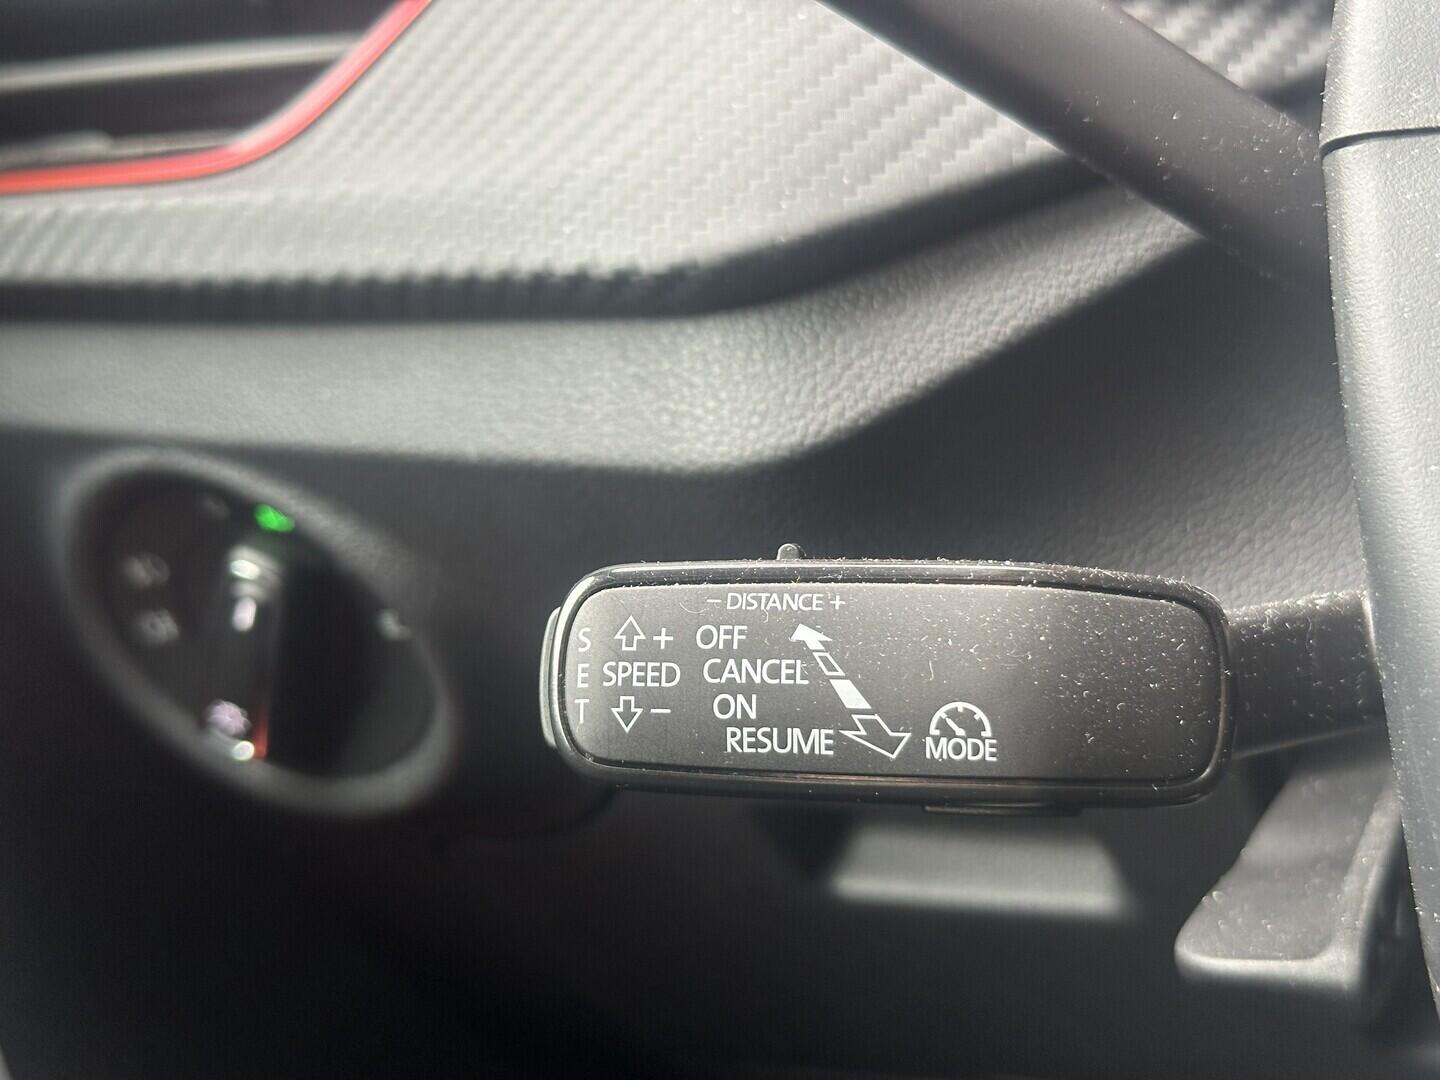 - DISTANCE +
S + OFF
E SPEED CANCEL
T - ON
RESUME
MODE